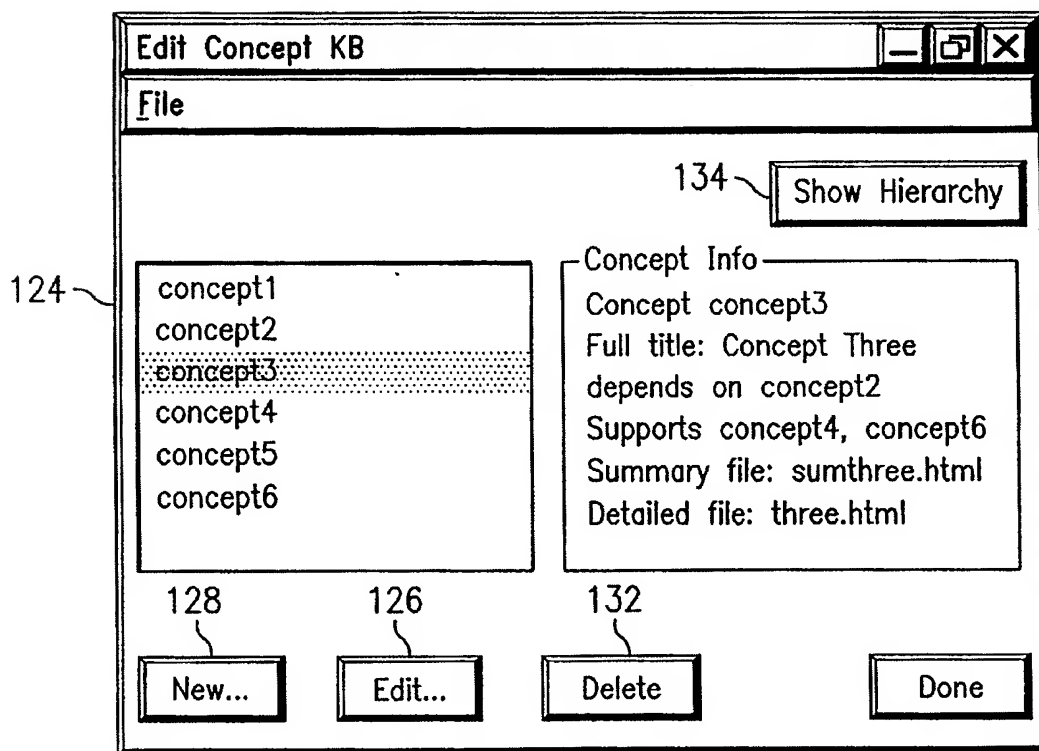 Edit Concept KB
File
134
Show Hierarchy
124
concept1
concept2
concept3
concept4
concept5
concept6
Concept Info
Concept concept3
Full title: Concept Three
depends on concept2
Supports concept4, concept6
Summary file: sumthree.html
Detailed file: three.html
128
126
132
New...
Edit...
Delete
Done